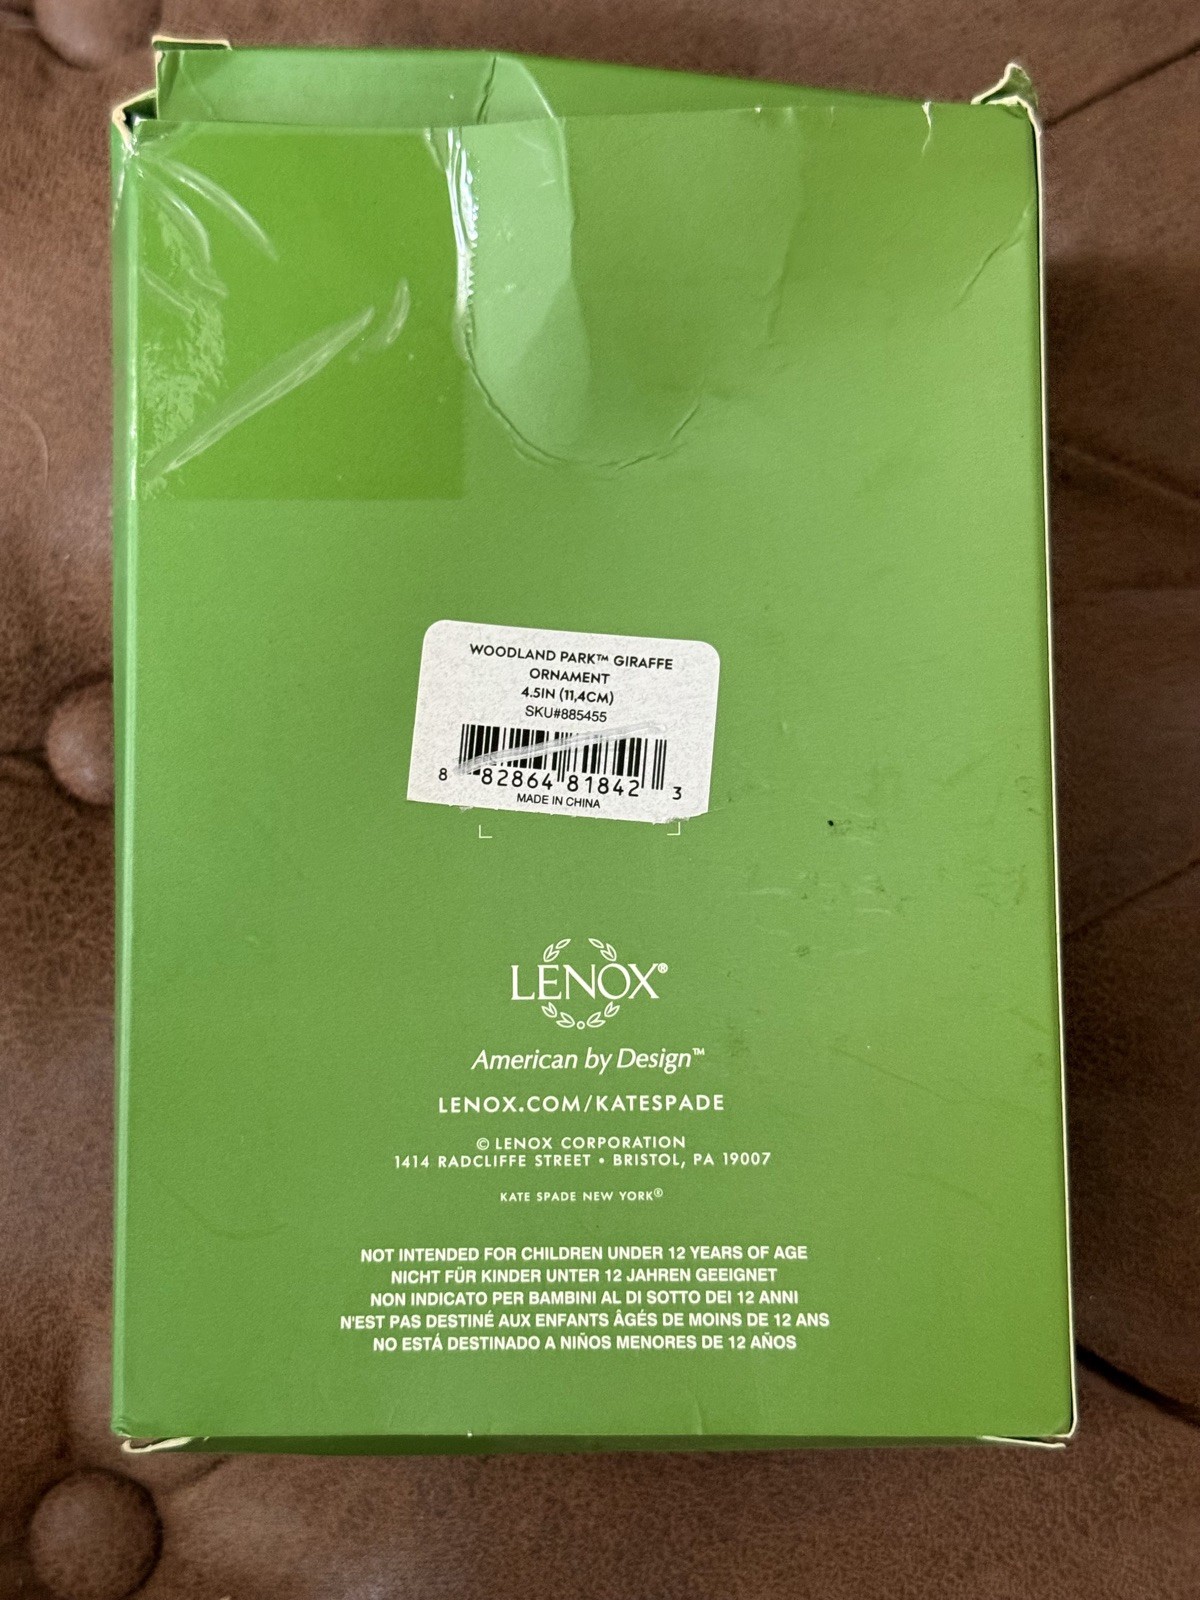 WOODLAND PARK™ GIRAFFE
ORNAMENT
4.5IN (11,4CM)
SKU#885455
8 82864 81842 3
MADE IN CHINA
LENOX®
American by Design™
LENOX.COM/KATESPADE
© LENOX CORPORATION
1414 RADCLIFFE STREET • BRISTOL, PA 19007
KATE SPADE NEW YORK®
NOT INTENDED FOR CHILDREN UNDER 12 YEARS OF AGE
NICHT FÜR KINDER UNTER 12 JAHREN GEEIGNET
NON INDICATO PER BAMBINI AL DI SOTTO DEI 12 ANNI
N'EST PAS DESTINÉ AUX ENFANTS ÂGÉS DE MOINS DE 12 ANS
NO ESTÁ DESTINADO A NIÑOS MENORES DE 12 AÑOS